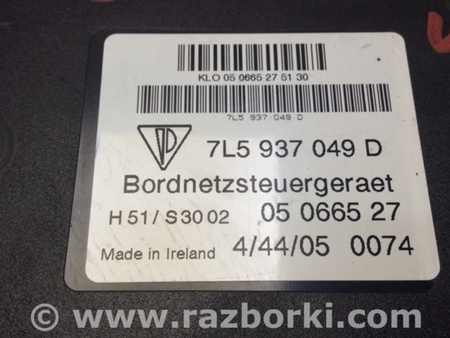 KLO 05 0665 27 51 30
7L5 937 049 D
7L5 937 049 D
Bordnetzsteuergeraet
H 51 / S 30 02 05 0665 27
Made in Ireland 4/44/05 0074
© www.razborki.com